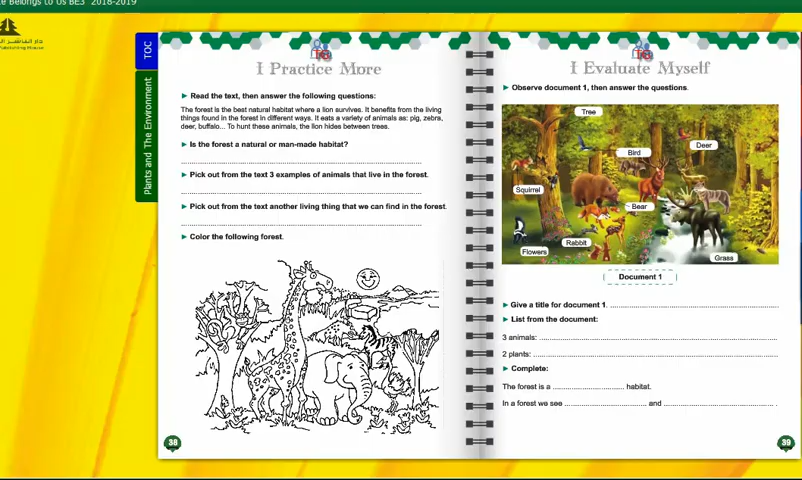 e Belongs to Us BE3 2018-2019
TOC
Plants and The Environment
Publishing House
I Practice More
► Read the text, then answer the following questions:
The forest is the best natural habitat where a lion survives. It benefits from the living
things found in the forest in different ways. It eats a variety of animals as: pig, zebra,
deer, buffalo... To hunt these animals, the lion hides between trees.
► Is the forest a natural or man-made habitat?
► Pick out from the text 3 examples of animals that live in the forest.
► Pick out from the text another living thing that we can find in the forest.
► Color the following forest.
38
I Evaluate Myself
► Observe document 1, then answer the questions.
Tree
Bird
Deer
Squirrel
Bear
Rabbit
Flowers
Grass
Document 1
► Give a title for document 1. ......................................................
► List from the document:
3 animals: ......................................................
2 plants: ......................................................
► Complete:
The forest is a .......................... habitat.
In a forest we see .............................. and ........................................ .
39